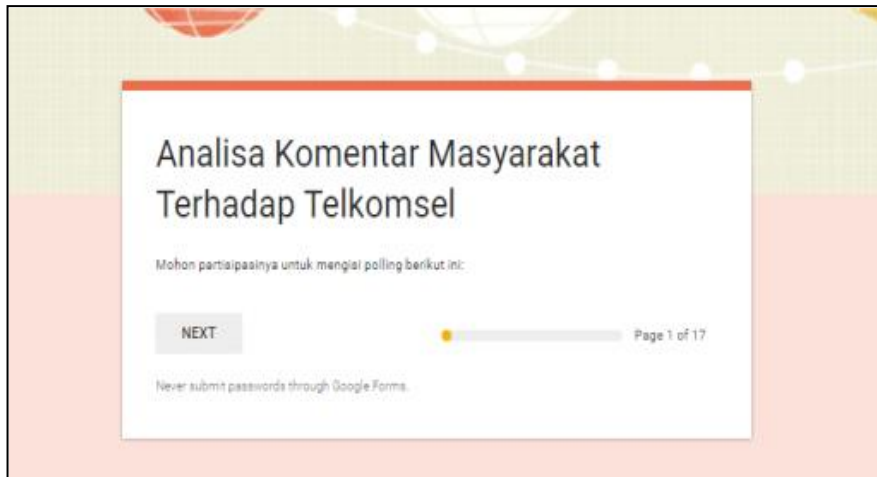 Analisa Komentar Masyarakat
Terhadap Telkomsel
Mohon partisipasinya untuk mengisi polling berikut ini:
NEXT
Page 1 of 17
Never submit passwords through Google Forms.